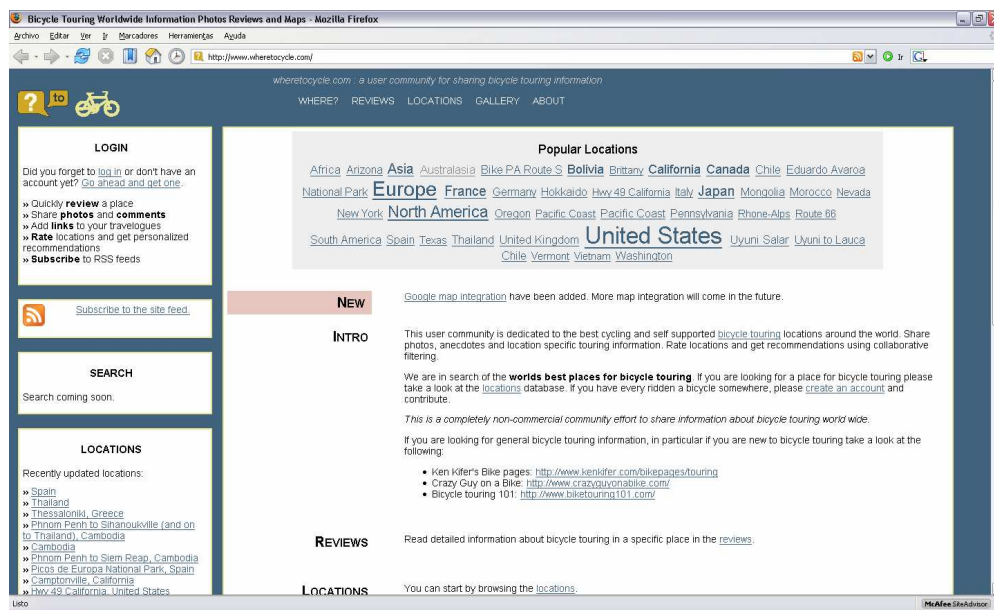 Bicycle Touring Worldwide Information Photos Reviews and Maps - Mozilla Firefox
Archivo Editar Ver Ir Marcadores Herramientas Ayuda
http://www.wheretocycle.com/
Ir
wheretocycle.com : a user community for sharing bicycle touring information
? to
WHERE? REVIEWS LOCATIONS GALLERY ABOUT
LOGIN
Did you forget to log in or don't have an
account yet? Go ahead and get one.
» Quickly review a place
» Share photos and comments
» Add links to your travelogues
» Rate locations and get personalized
recommendations
» Subscribe to RSS feeds
Subscribe to the site feed.
SEARCH
Search coming soon.
LOCATIONS
Recently updated locations:
» Spain
» Thailand
» Thessaloniki, Greece
» Phnom Penh to Sihanoukville (and on
to Thailand), Cambodia
» Cambodia
» Phnom Penh to Siem Reap, Cambodia
» Picos de Europa National Park, Spain
» Camptonville, California
» Hwy 49 California, United States
Popular Locations
Africa Arizona Asia Australasia Bike PA Route S Bolivia Brittany California Canada Chile Eduardo Avaroa
National Park Europe France Germany Hokkaido Hwy 49 California Italy Japan Mongolia Morocco Nevada
New York North America Oregon Pacific Coast Pacific Coast Pennsylvania Rhone-Alps Route 66
South America Spain Texas Thailand United Kingdom United States Uyuni Salar Uyuni to Lauca
Chile Vermont Vietnam Washington
NEW
Google map integration have been added. More map integration will come in the future.
INTRO
This user community is dedicated to the best cycling and self supported bicycle touring locations around the world. Share
photos, anecdotes and location specific touring information. Rate locations and get recommendations using collaborative
filtering.
We are in search of the worlds best places for bicycle touring. If you are looking for a place for bicycle touring please
take a look at the locations database. If you have every ridden a bicycle somewhere, please create an account and
contribute.
This is a completely non-commercial community effort to share information about bicycle touring world wide.
If you are looking for general bicycle touring information, in particular if you are new to bicycle touring take a look at the
following:
• Ken Kifer's Bike pages: http://www.kenkifer.com/bikepages/touring
• Crazy Guy on a Bike: http://www.crazyguyonabike.com/
• Bicycle touring 101: http://www.biketouring101.com/
REVIEWS
Read detailed information about bicycle touring in a specific place in the reviews.
LOCATIONS
You can start by browsing the locations.
Listo
McAfee SiteAdvisor